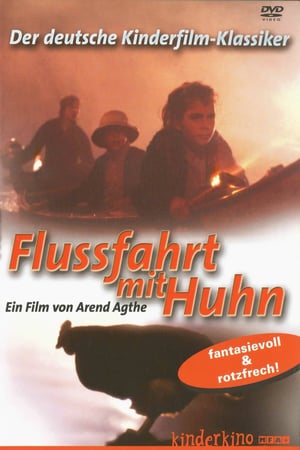 DVD
VIDEO
Der deutsche Kinderfilm-Klassiker
Flussfahrt
mit Huhn
Ein Film von Arend Agthe
fantasievoll
&
rotzfrech!
kinderkino